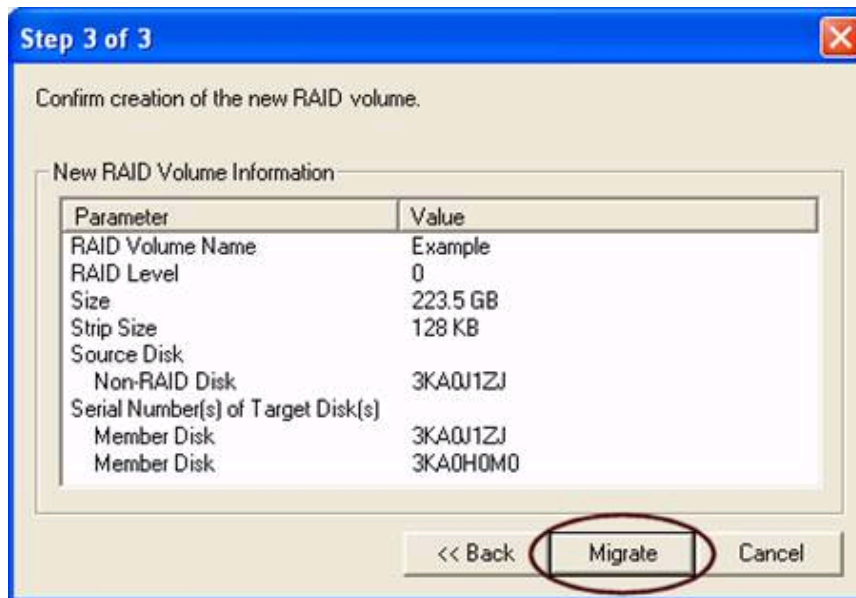 Step 3 of 3
Confirm creation of the new RAID volume.
New RAID Volume Information
Parameter Value
RAID Volume Name Example
RAID Level 0
Size 223.5 GB
Strip Size 128 KB
Source Disk
Non-RAID Disk 3KA0J1ZJ
Serial Number(s) of Target Disk(s)
Member Disk 3KA0J1ZJ
Member Disk 3KA0H0M0
<< Back Migrate Cancel